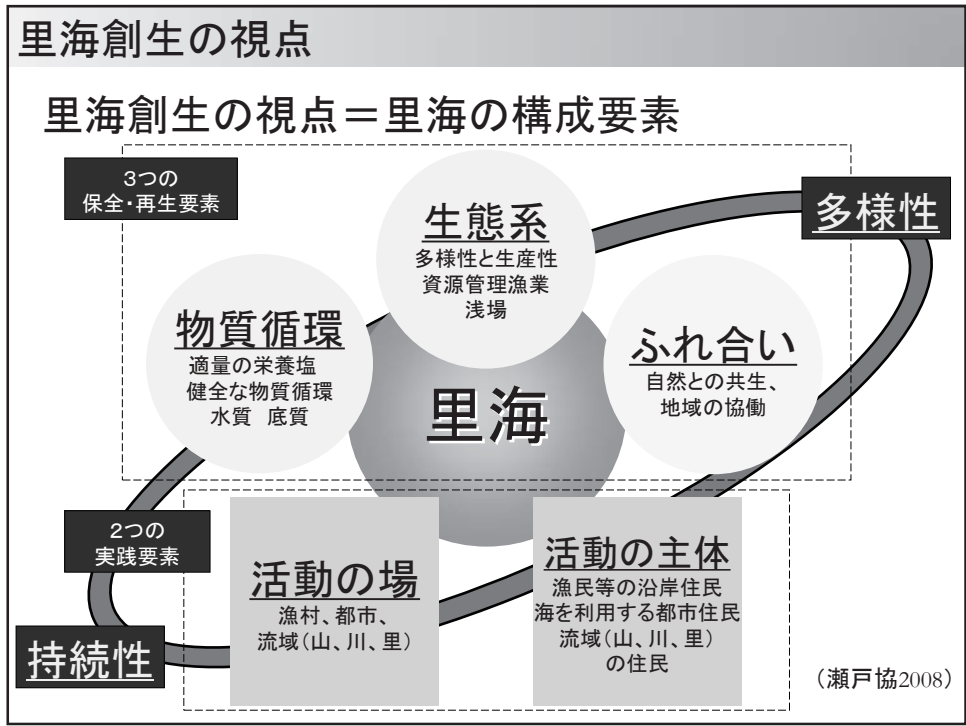 里海創生の視点
里海創生の視点＝里海の構成要素
3つの
保全・再生要素
生態系
多様性と生産性
資源管理漁業
浅場
多様性
物質循環
適量の栄養塩
健全な物質循環
水質　底質
ふれ合い
自然との共生、
地域の協働
里海
2つの
実践要素
活動の場
漁村、都市、
流域（山、川、里）
活動の主体
漁民等の沿岸住民
海を利用する都市住民
流域（山、川、里）
の住民
持続性
（瀬戸協2008）